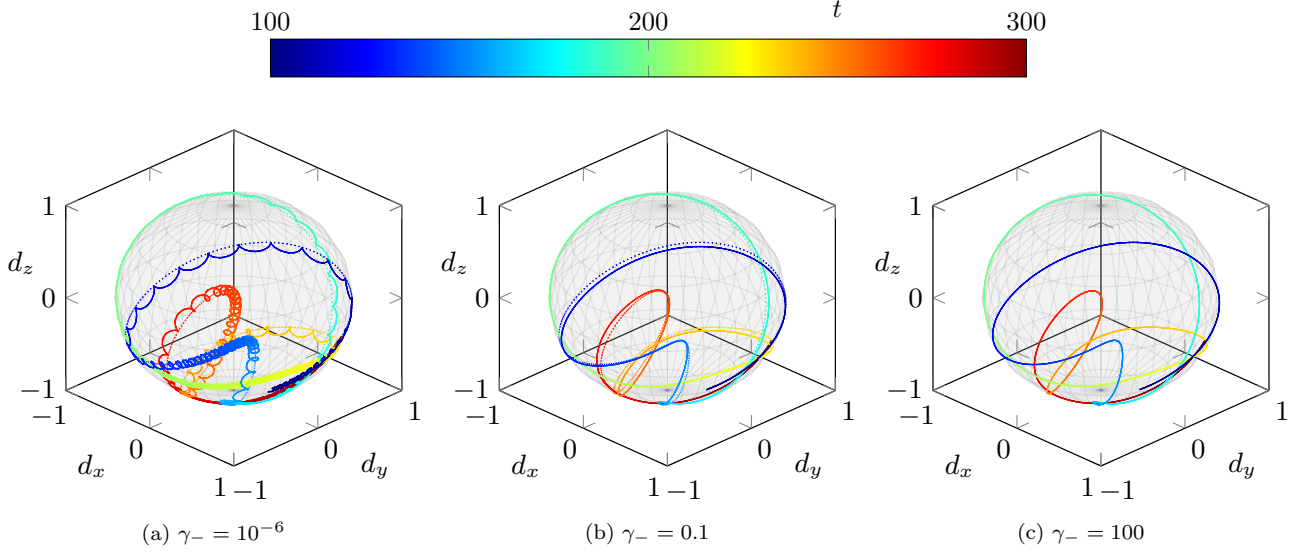 t
100 200 300
1 1 1
d_z d_z d_z
0 0 0
−1 −1 −1
−1 1 −1 1 −1 1
0 0 0 0 0 0
d_x d_y d_x d_y d_x d_y
1 −1 1 −1 1 −1
(a) γ_− = 10^{−6} (b) γ_− = 0.1 (c) γ_− = 100